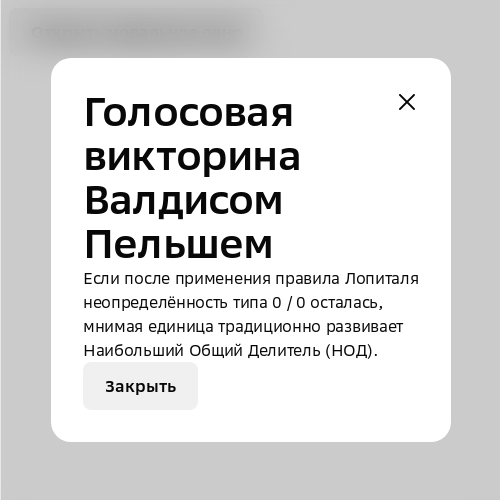 Голосовая
викторина
Валдисом
Пельшем
Если после применения правила Лопиталя
неопределённость типа 0 / 0 осталась,
мнимая единица традиционно развивает
Наибольший Общий Делитель (НОД).
Закрыть